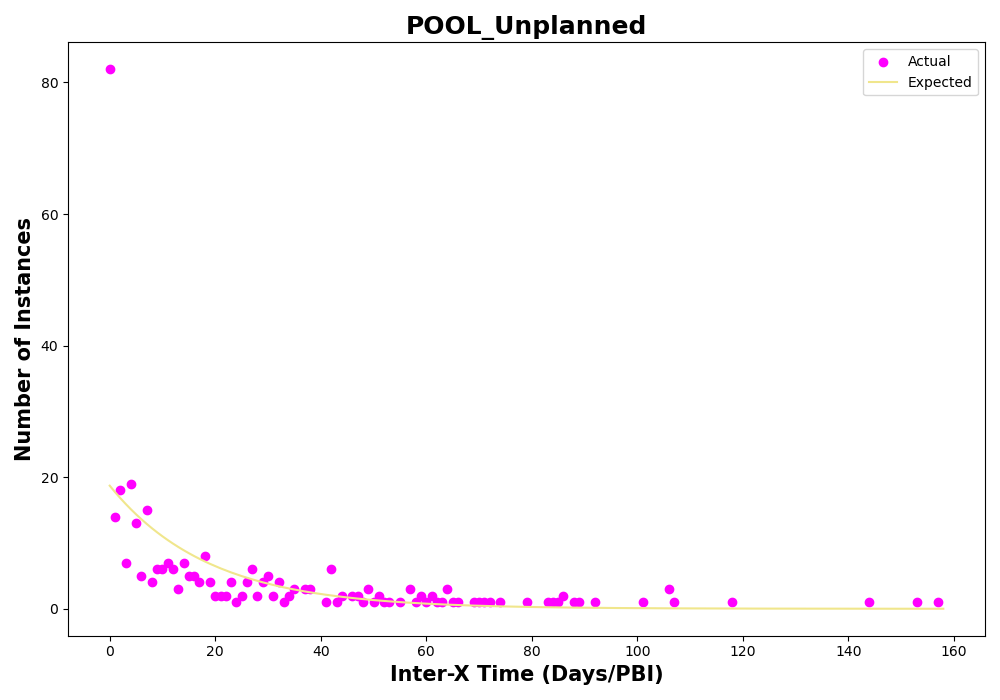 POOL_Unplanned
Actual
Expected
Number of Instances
80
60
40
20
0
0 20 40 60 80 100 120 140 160
Inter-X Time (Days/PBI)